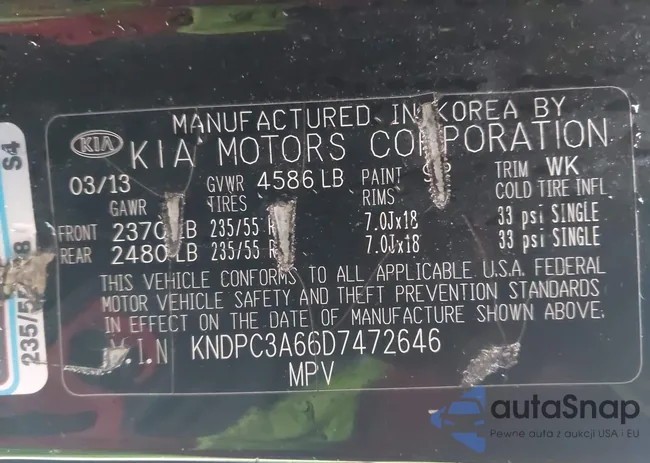 MANUFACTURED IN KOREA BY
KIA
KIA MOTORS CORPORATION
03/13 GVWR 4586 LB PAINT TRIM WK
GAWR TIRES RIMS COLD TIRE INFL
FRONT 2370 LB 235/55 7.0Jx18 33 psi SINGLE
REAR 2480 LB 235/55 7.0Jx18 33 psi SINGLE
THIS VEHICLE CONFORMS TO ALL APPLICABLE U.S.A. FEDERAL
MOTOR VEHICLE SAFETY AND THEFT PREVENTION STANDARDS
IN EFFECT ON THE DATE OF MANUFACTURE SHOWN ABOVE.
V.I.N KNDPC3A66D7472646
MPV
S4
235/55
autaSnap
Pewne auta z aukcji USA i EU